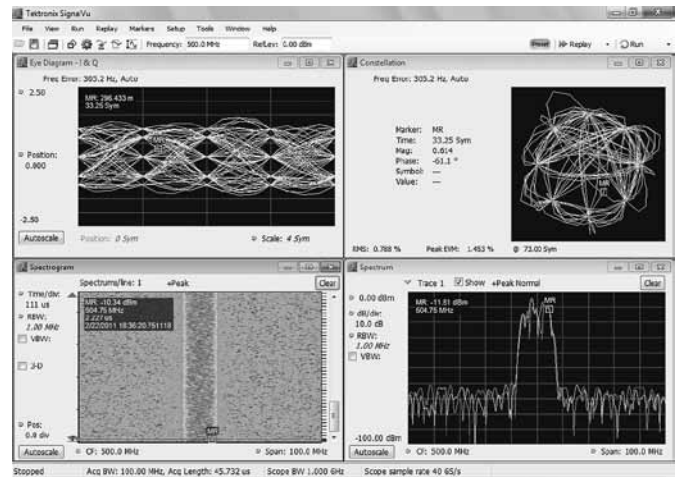 Tektronix SignalVu
File View Run Replay Markers Setup Tools Window Help
Frequency: 500.0 MHz RefLev: 0.00 dBm Preset Replay Run
Eye Diagram - I & Q
Freq Error: 305.2 Hz, Auto
2.50
MR: 296.433 m
33.25 Sym
MR
Position:
0.000
-2.50
Autoscale Position: 0 Sym Scale: 4 Sym
Constellation
Freq Error: 305.2 Hz, Auto
Marker: MR
Time: 33.25 Sym
Mag: 0.614
Phase: -61.1 °
Symbol: ---
Value: ---
MR
RMS: 0.788 % Peak EVM: 1.453 % @ 73.00 Sym
Spectrogram
Spectrums/line: 1 +Peak Clear
Time/div:
111 us
RBW:
1.00 MHz
VBW:
3-D
Pos:
0.0 div
MR: -10.34 dBm
504.75 MHz
2.227 us
2/22/2011 16:36:20.751118
MR
Autoscale CF: 500.0 MHz Span: 100.0 MHz
Spectrum
Trace 1 Show +Peak Normal Clear
0.00 dBm
dB/div:
10.0 dB
RBW:
1.00 MHz
VBW:
-100.00 dBm
MR: -11.81 dBm
504.75 MHz
MR
Autoscale CF: 500.0 MHz Span: 100.0 MHz
Stopped Acq BW: 100.00 MHz, Acq Length: 45.732 us Scope BW 1.000 GHz Scope sample rate 40 GS/s